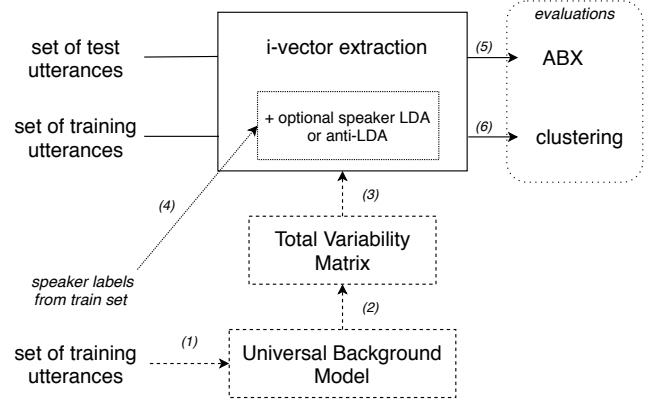 evaluations
set of test
utterances
i-vector extraction
(5)
ABX
set of training
utterances
+ optional speaker LDA
or anti-LDA
(6)
clustering
(4)
(3)
Total Variability
Matrix
speaker labels
from train set
(2)
set of training
utterances
(1)
Universal Background
Model